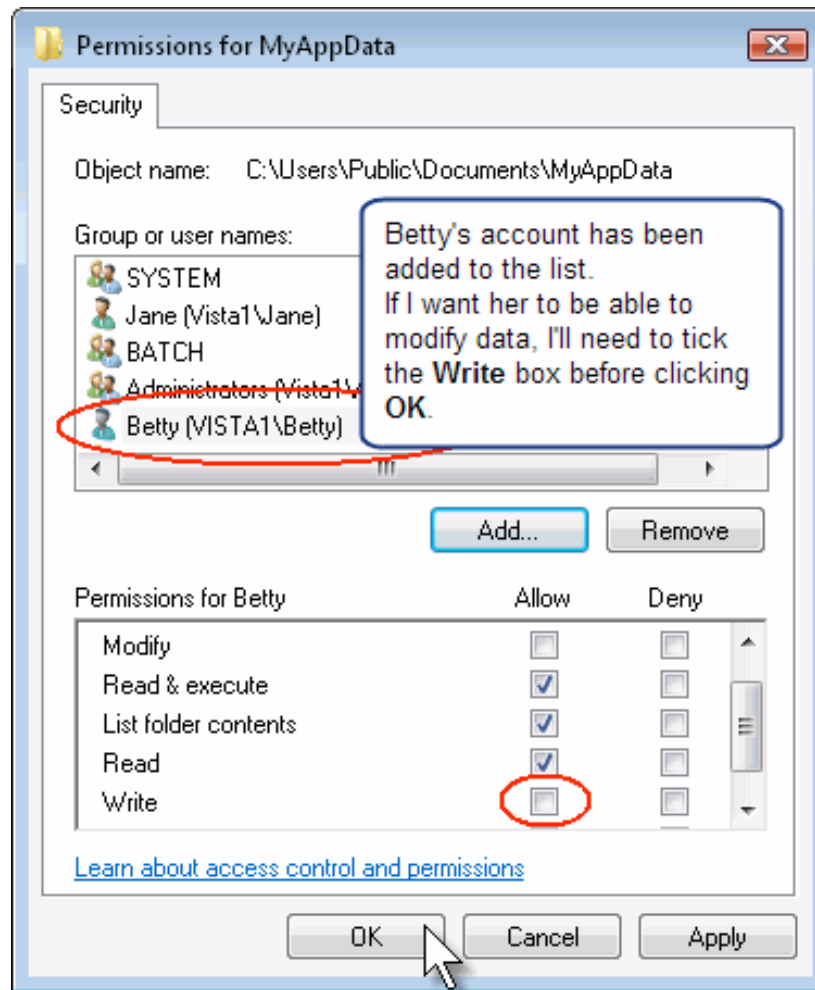 Permissions for MyAppData
Security
Object name: C:\Users\Public\Documents\MyAppData
Group or user names:
SYSTEM
Jane (Vista1\Jane)
BATCH
Administrators (Vista1\
Betty (VISTA1\Betty)
Betty's account has been
added to the list.
If I want her to be able to
modify data, I'll need to tick
the Write box before clicking
OK.
Add... Remove
Permissions for Betty Allow Deny
Modify
Read & execute
List folder contents
Read
Write
Learn about access control and permissions
OK Cancel Apply